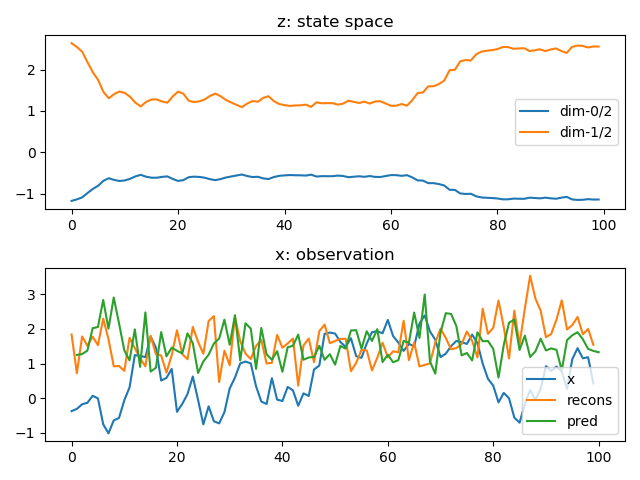 z: state space
2
1
0
−1
dim-0/2
dim-1/2
0 20 40 60 80 100
x: observation
3
2
1
0
−1
x
recons
pred
0 20 40 60 80 100